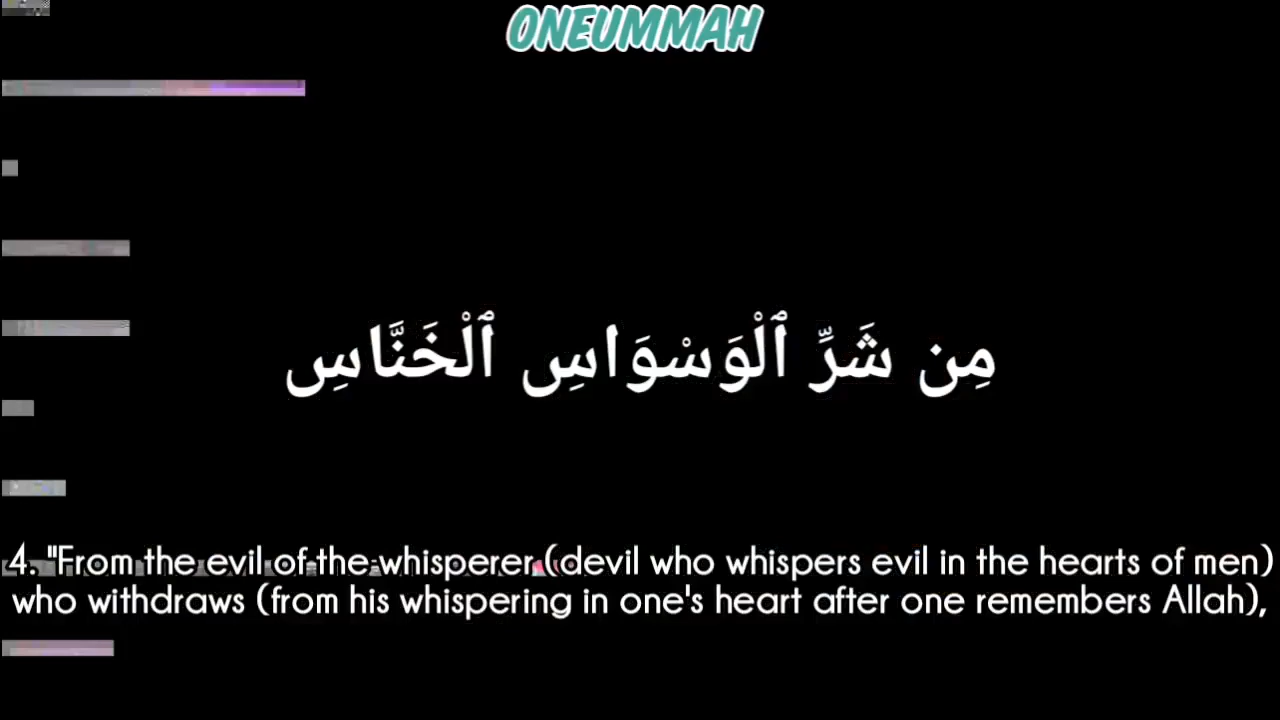 ONEUMMAH
مِن شَرِّ ٱلْوَسْوَاسِ ٱلْخَنَّاسِ
4. "From the evil of the whisperer (devil who whispers evil in the hearts of men)
who withdraws (from his whispering in one's heart after one remembers Allah),